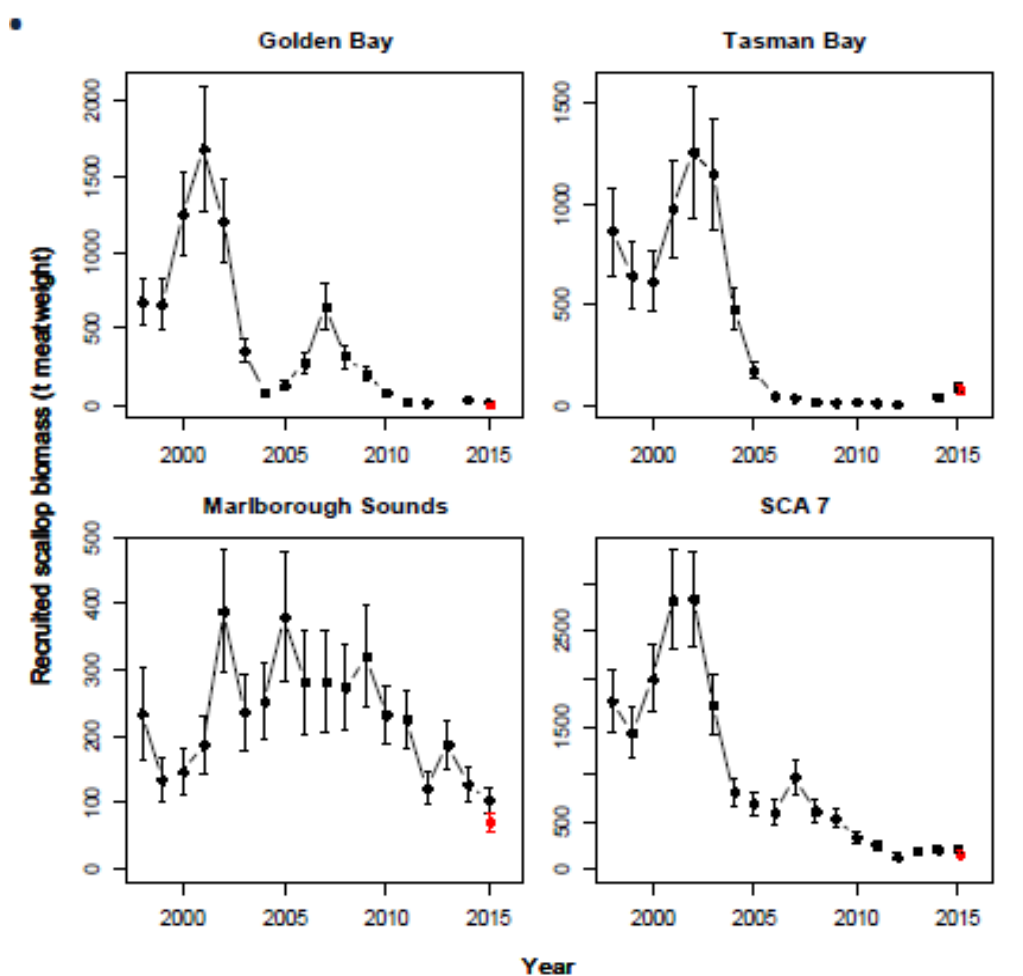 Golden Bay
Tasman Bay
2000
1500
1000
500
0
1500
1000
500
0
2000 2005 2010 2015
2000 2005 2010 2015
Recruited scallop biomass (t meatweight)
Marlborough Sounds
SCA 7
500
400
300
200
100
0
2500
1500
500
0
2000 2005 2010 2015
2000 2005 2010 2015
Year